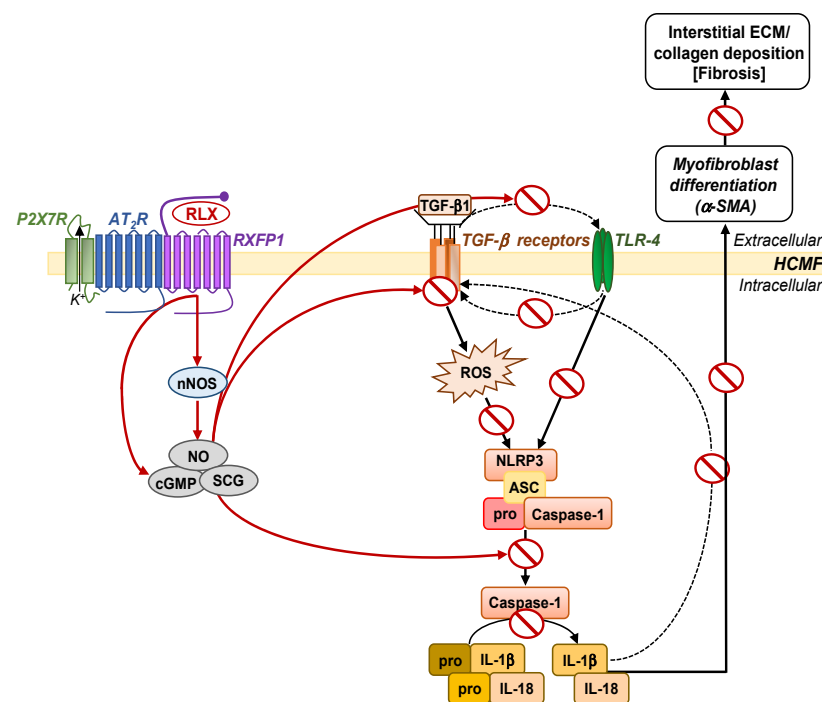 Interstitial ECM/
collagen deposition
[Fibrosis]
Myofibroblast
differentiation
(α-SMA)
P2X7R
AT2R
RLX
RXFP1
TGF-β1
TGF-β receptors
TLR-4
Extracellular
HCMF
Intracellular
K+
nNOS
ROS
NO
cGMP
SCG
NLRP3
ASC
pro
Caspase-1
Caspase-1
pro
IL-1β
IL-1β
pro
IL-18
IL-18